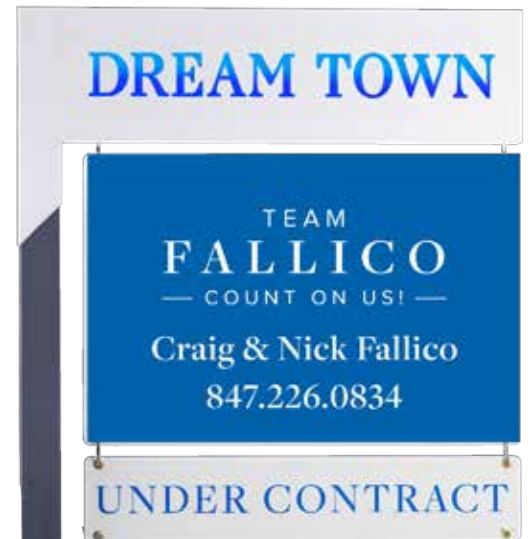 DREAM TOWN
TEAM
FALLICO
— COUNT ON US! —
Craig & Nick Fallico
847.226.0834
UNDER CONTRACT